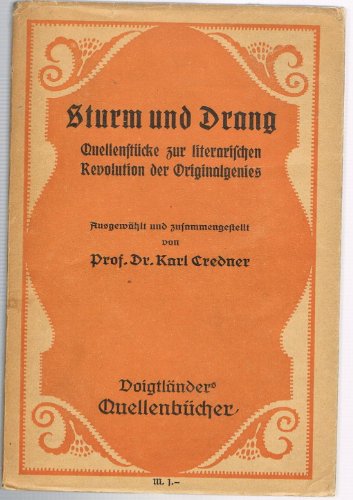 Sturm und Drang
Quellenstücke zur literarischen
Revolution der Originalgenies
Ausgewählt und zusammengestellt
von
Prof. Dr. Karl Credner
Voigtländers
Quellenbücher
M. 1.–